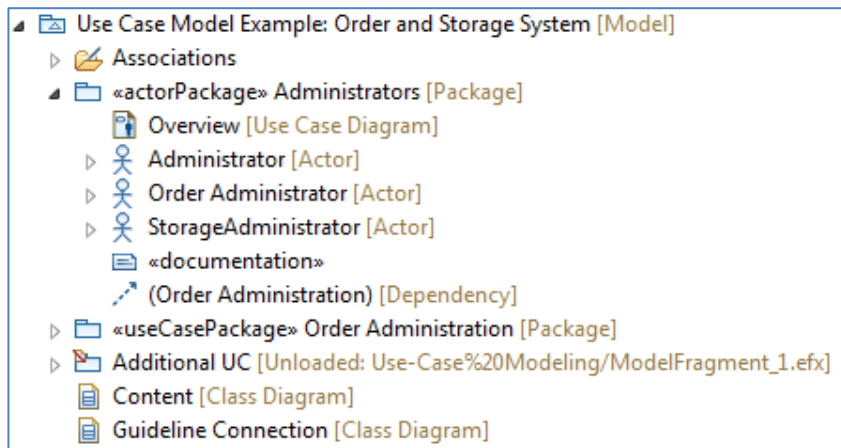 Use Case Model Example: Order and Storage System [Model]
Associations
«actorPackage» Administrators [Package]
Overview [Use Case Diagram]
Administrator [Actor]
Order Administrator [Actor]
StorageAdministrator [Actor]
«documentation»
(Order Administration) [Dependency]
«useCasePackage» Order Administration [Package]
Additional UC [Unloaded: Use-Case%20Modeling/ModelFragment_1.efx]
Content [Class Diagram]
Guideline Connection [Class Diagram]